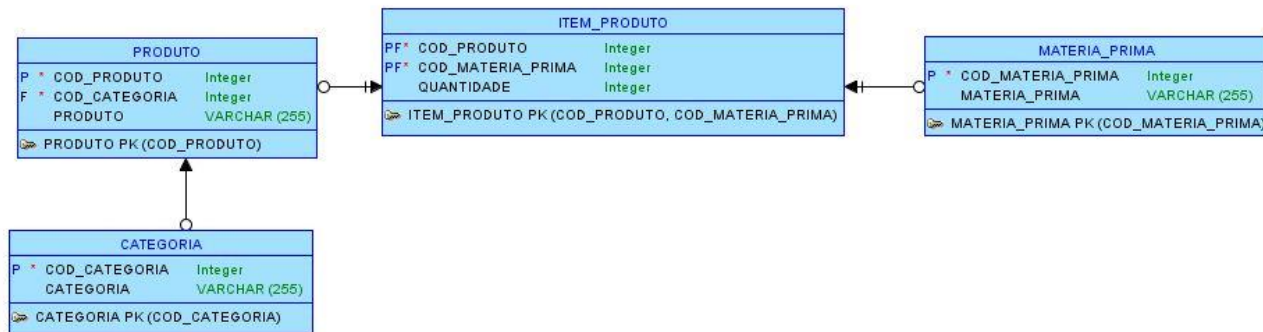 PRODUTO
P * COD_PRODUTO Integer
F * COD_CATEGORIA Integer
PRODUTO VARCHAR (255)
PRODUTO PK (COD_PRODUTO)
ITEM_PRODUTO
PF* COD_PRODUTO Integer
PF* COD_MATERIA_PRIMA Integer
QUANTIDADE Integer
ITEM_PRODUTO PK (COD_PRODUTO, COD_MATERIA_PRIMA)
MATERIA_PRIMA
P * COD_MATERIA_PRIMA Integer
MATERIA_PRIMA VARCHAR (255)
MATERIA_PRIMA PK (COD_MATERIA_PRIMA)
CATEGORIA
P * COD_CATEGORIA Integer
CATEGORIA VARCHAR (255)
CATEGORIA PK (COD_CATEGORIA)